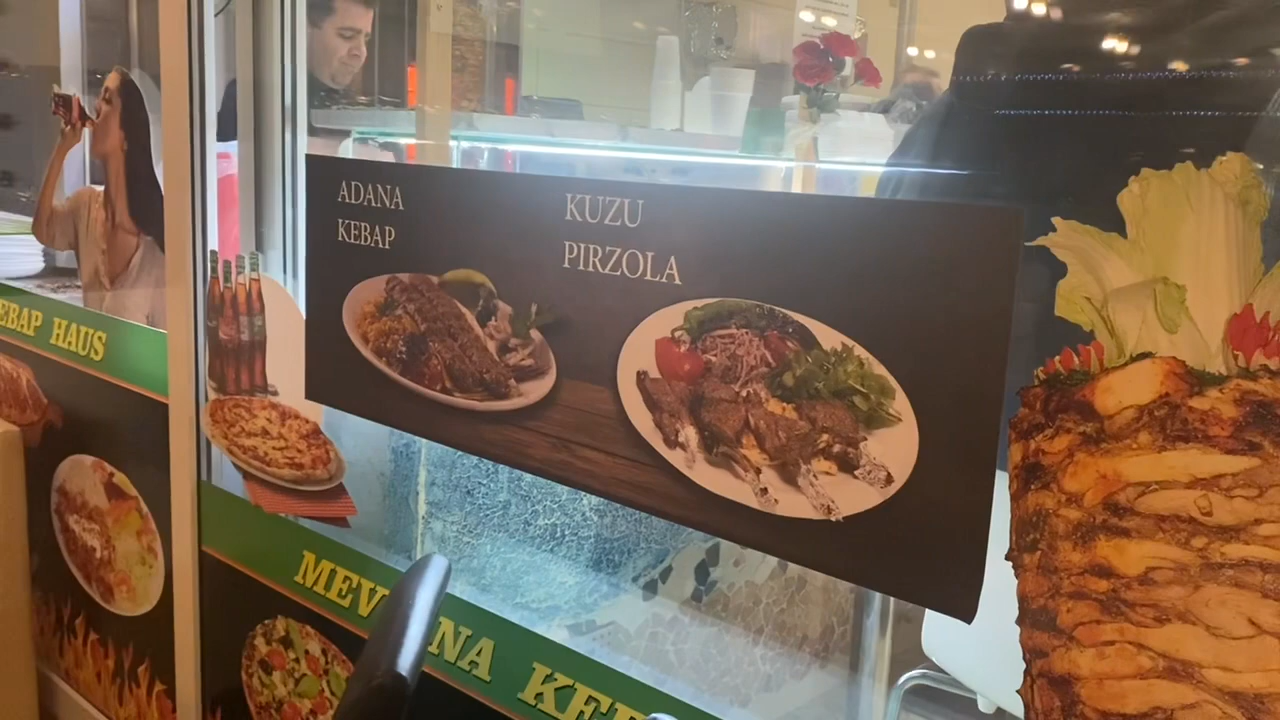 ADANA
KEBAP
KUZU
PIRZOLA
EBAP HAUS
MEV NA KE